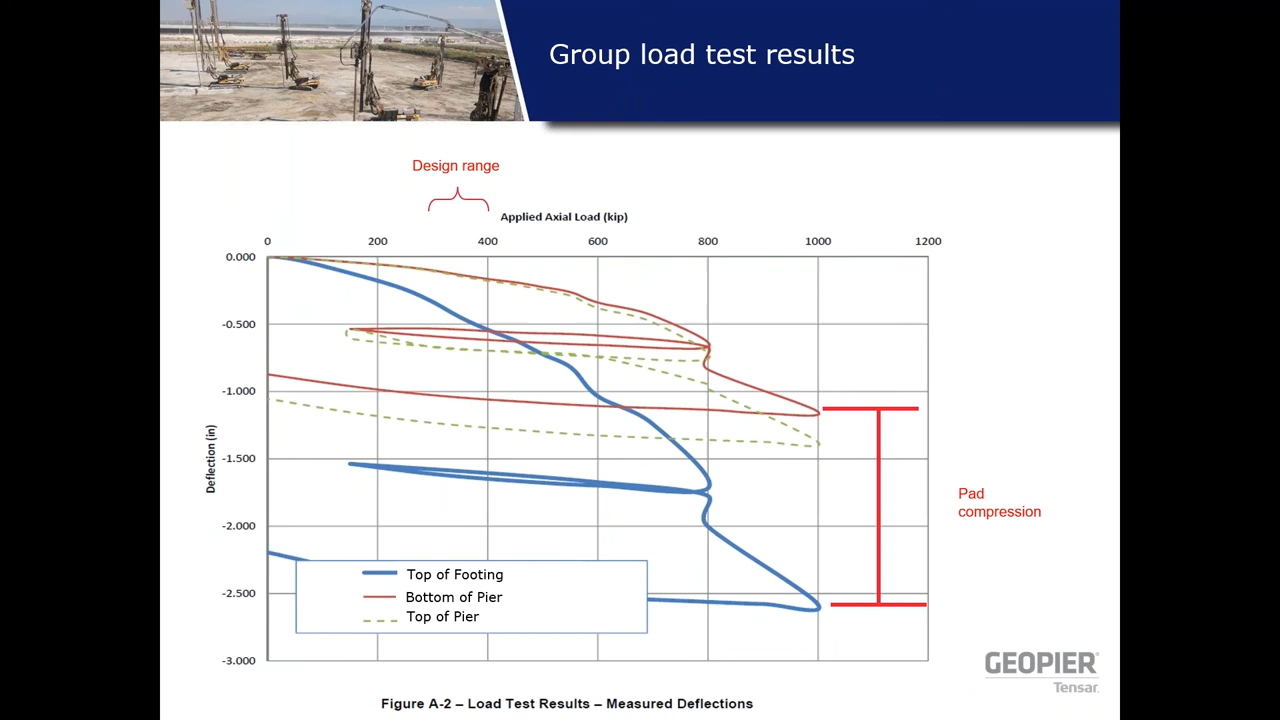 Group load test results
Design range
Applied Axial Load (kip)
0 200 400 600 800 1000 1200
0.000
-0.500
-1.000
-1.500
-2.000
-2.500
-3.000
Deflection (in)
Pad
compression
Top of Footing
Bottom of Pier
Top of Pier
GEOPIER®
Tensar.
Figure A-2 – Load Test Results – Measured Deflections